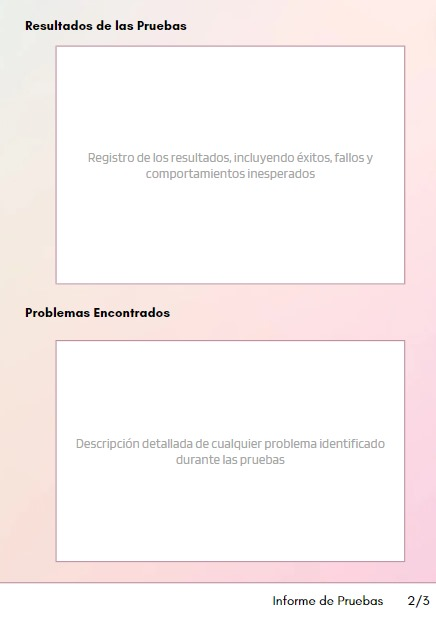 Resultados de las Pruebas
Registro de los resultados, incluyendo éxitos, fallos y
comportamientos inesperados
Problemas Encontrados
Descripción detallada de cualquier problema identificado
durante las pruebas
Informe de Pruebas 2/3